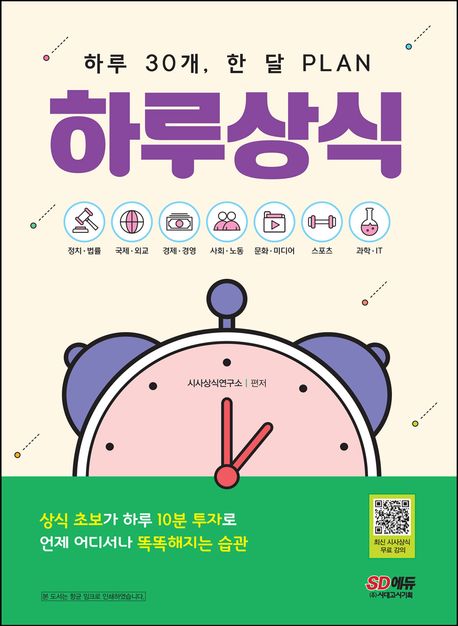 하루 30개, 한 달 PLAN
하루상식
정치·법률 국제·외교 경제·경영 사회·노동 문화·미디어 스포츠 과학·IT
시사상식연구소 | 편저
상식 초보가 하루 10분 투자로
언제 어디서나 똑똑해지는 습관
최신 시사상식
무료 강의
본 도서는 항균 잉크로 인쇄하였습니다.
SD에듀
(주)시대고시기획